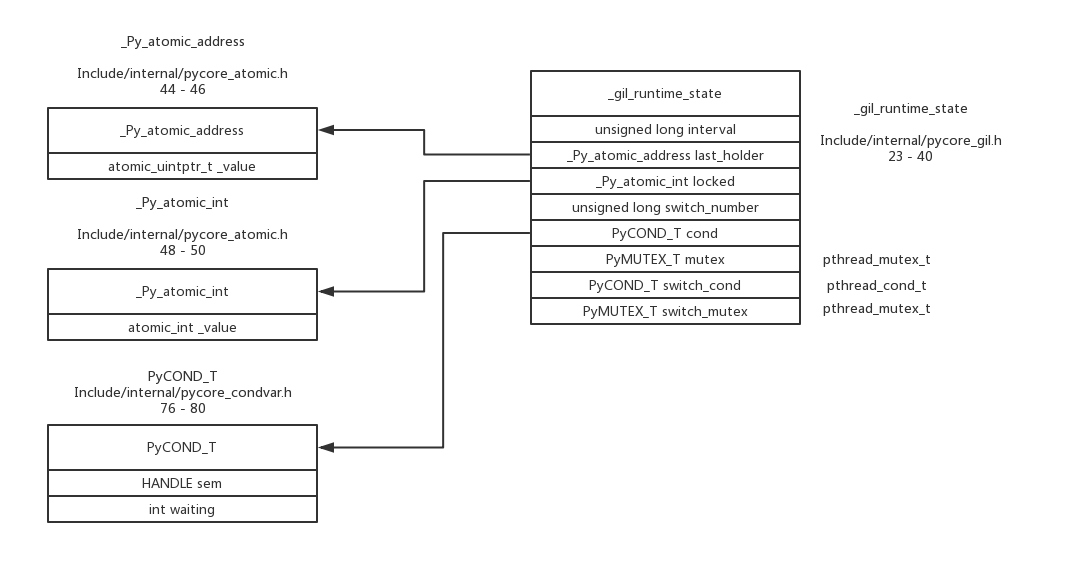 _Py_atomic_address
Include/internal/pycore_atomic.h
44 - 46
_Py_atomic_address
atomic_uintptr_t _value
_Py_atomic_int
Include/internal/pycore_atomic.h
48 - 50
_Py_atomic_int
atomic_int _value
PyCOND_T
Include/internal/pycore_condvar.h
76 - 80
PyCOND_T
HANDLE sem
int waiting
_gil_runtime_state
unsigned long interval
_Py_atomic_address last_holder
_Py_atomic_int locked
unsigned long switch_number
PyCOND_T cond
PyMUTEX_T mutex
PyCOND_T switch_cond
PyMUTEX_T switch_mutex
_gil_runtime_state
Include/internal/pycore_gil.h
23 - 40
pthread_mutex_t
pthread_cond_t
pthread_mutex_t